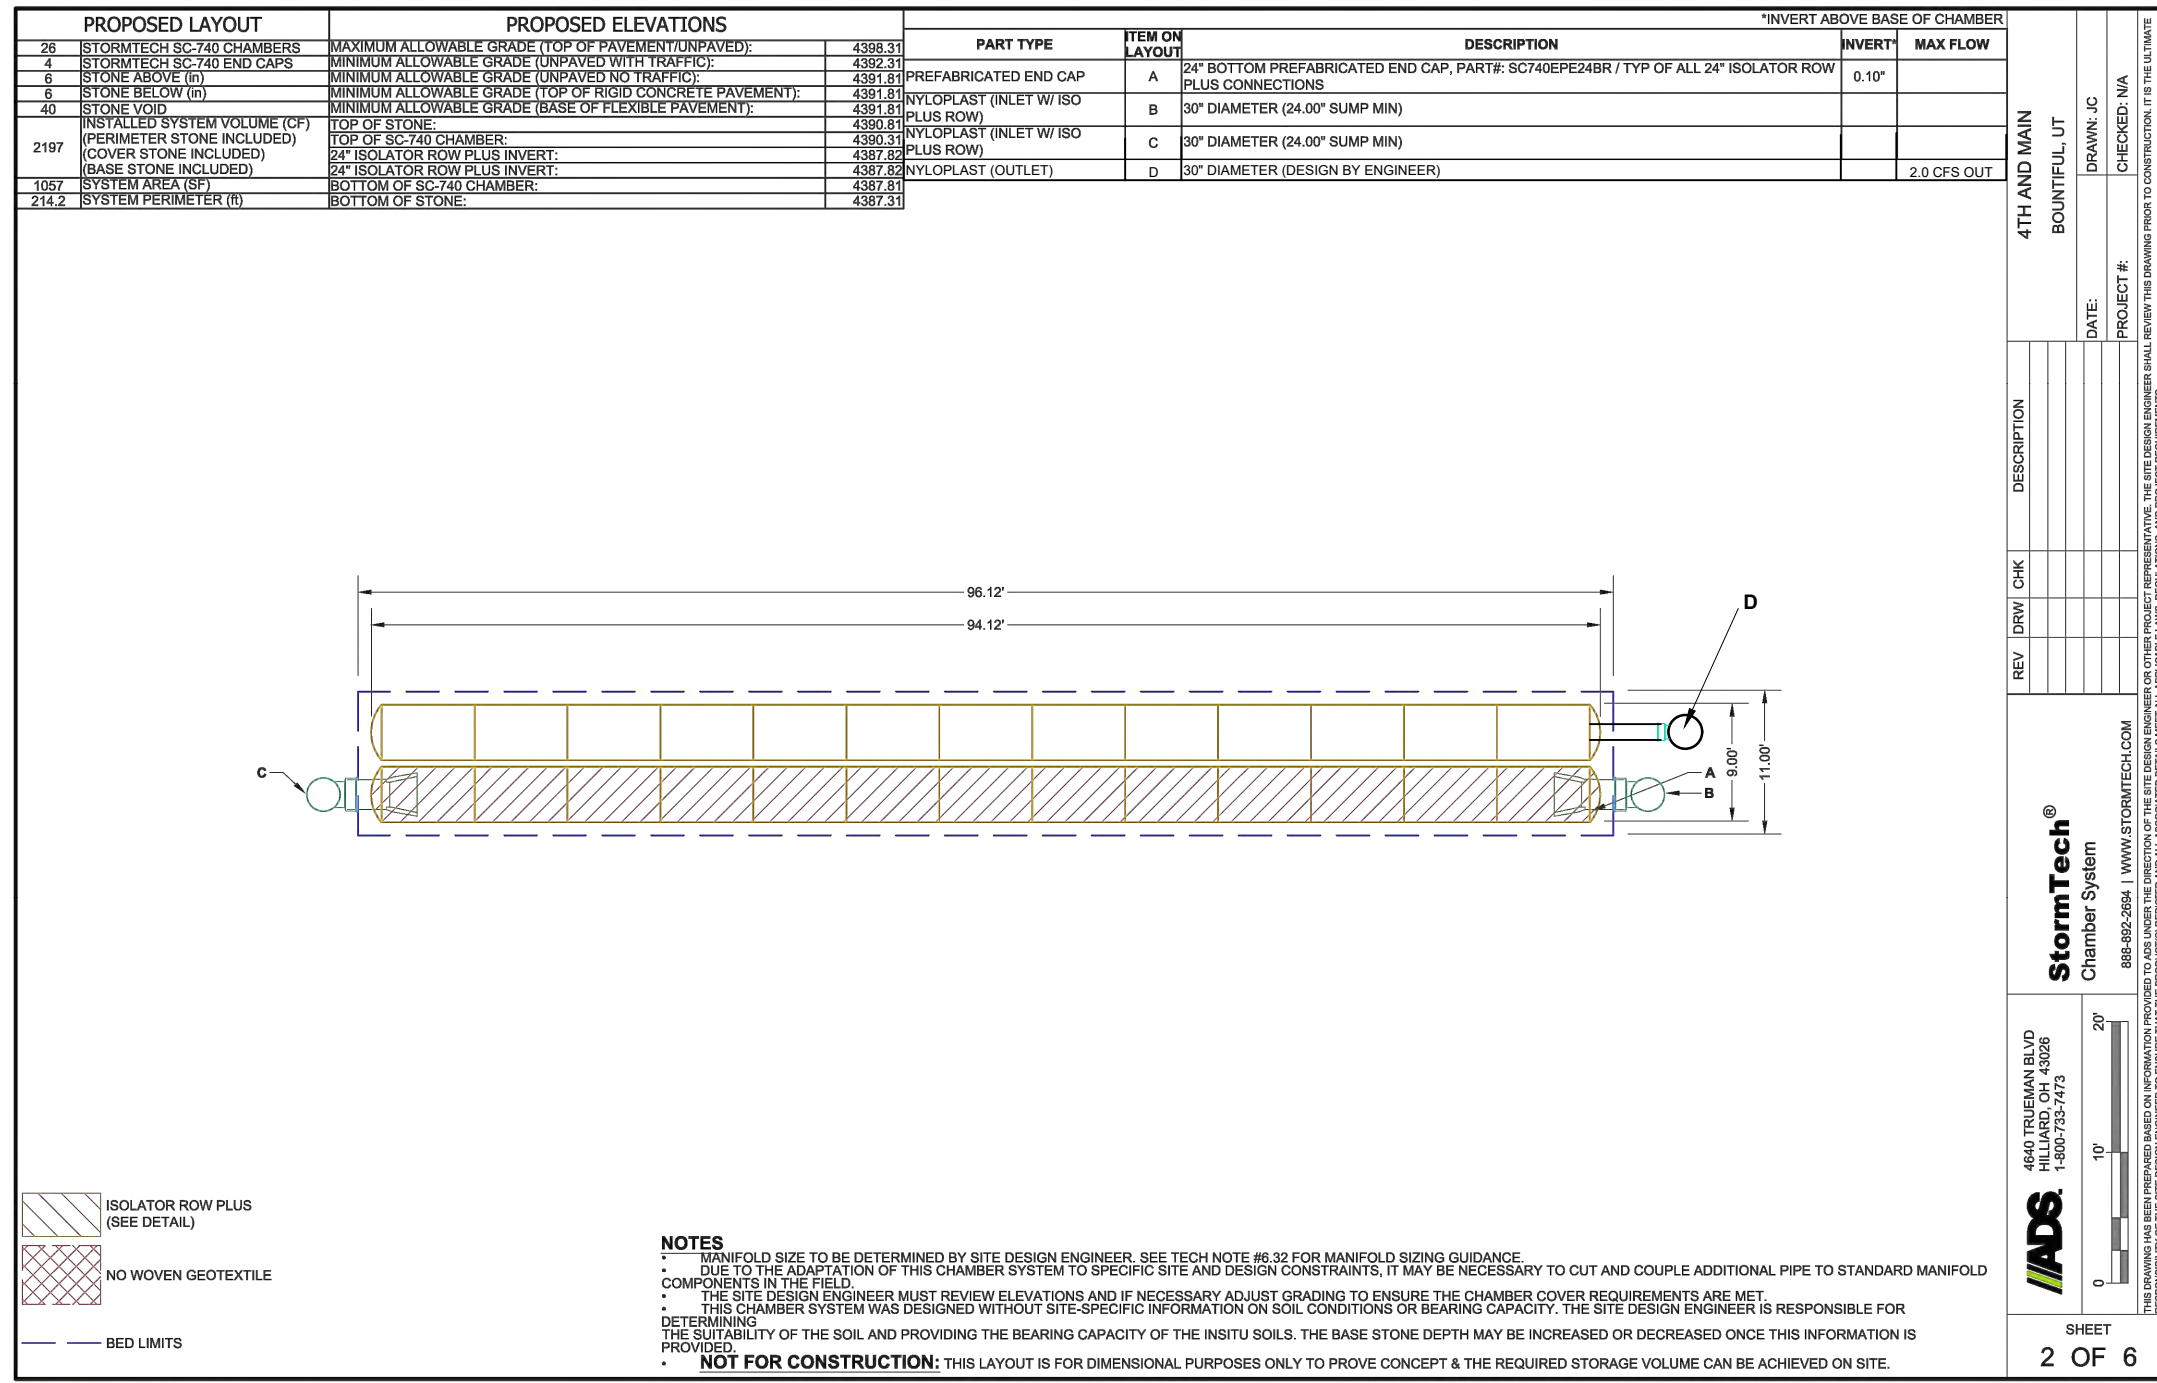 PROPOSED LAYOUT
26 STORMTECH SC-740 CHAMBERS
4 STORMTECH SC-740 END CAPS
6 STONE ABOVE (in)
6 STONE BELOW (in)
40 STONE VOID
2197 INSTALLED SYSTEM VOLUME (CF)
(PERIMETER STONE INCLUDED)
(COVER STONE INCLUDED)
(BASE STONE INCLUDED)
1057 SYSTEM AREA (SF)
214.2 SYSTEM PERIMETER (ft)
PROPOSED ELEVATIONS
MAXIMUM ALLOWABLE GRADE (TOP OF PAVEMENT/UNPAVED): 4398.31
MINIMUM ALLOWABLE GRADE (UNPAVED WITH TRAFFIC): 4392.31
MINIMUM ALLOWABLE GRADE (UNPAVED NO TRAFFIC): 4391.81
MINIMUM ALLOWABLE GRADE (TOP OF RIGID CONCRETE PAVEMENT): 4391.81
MINIMUM ALLOWABLE GRADE (BASE OF FLEXIBLE PAVEMENT): 4391.81
TOP OF STONE: 4390.81
TOP OF SC-740 CHAMBER: 4390.31
24" ISOLATOR ROW PLUS INVERT: 4387.82
24" ISOLATOR ROW PLUS INVERT: 4387.82
BOTTOM OF SC-740 CHAMBER: 4387.81
BOTTOM OF STONE: 4387.31
*INVERT ABOVE BASE OF CHAMBER
PART TYPE ITEM ON LAYOUT DESCRIPTION INVERT* MAX FLOW
PREFABRICATED END CAP A 24" BOTTOM PREFABRICATED END CAP, PART#: SC740EPE24BR / TYP OF ALL 24" ISOLATOR ROW
PLUS CONNECTIONS 0.10"
NYLOPLAST (INLET W/ ISO
PLUS ROW) B 30" DIAMETER (24.00" SUMP MIN)
NYLOPLAST (INLET W/ ISO
PLUS ROW) C 30" DIAMETER (24.00" SUMP MIN)
NYLOPLAST (OUTLET) D 30" DIAMETER (DESIGN BY ENGINEER) 2.0 CFS OUT
96.12'
94.12'
D
C
A
B
9.00'
11.00'
ISOLATOR ROW PLUS
(SEE DETAIL)
NO WOVEN GEOTEXTILE
BED LIMITS
NOTES
• MANIFOLD SIZE TO BE DETERMINED BY SITE DESIGN ENGINEER. SEE TECH NOTE #6.32 FOR MANIFOLD SIZING GUIDANCE.
• DUE TO THE ADAPTATION OF THIS CHAMBER SYSTEM TO SPECIFIC SITE AND DESIGN CONSTRAINTS, IT MAY BE NECESSARY TO CUT AND COUPLE ADDITIONAL PIPE TO STANDARD MANIFOLD
COMPONENTS IN THE FIELD.
• THE SITE DESIGN ENGINEER MUST REVIEW ELEVATIONS AND IF NECESSARY ADJUST GRADING TO ENSURE THE CHAMBER COVER REQUIREMENTS ARE MET.
• THIS CHAMBER SYSTEM WAS DESIGNED WITHOUT SITE-SPECIFIC INFORMATION ON SOIL CONDITIONS OR BEARING CAPACITY. THE SITE DESIGN ENGINEER IS RESPONSIBLE FOR
DETERMINING
THE SUITABILITY OF THE SOIL AND PROVIDING THE BEARING CAPACITY OF THE INSITU SOILS. THE BASE STONE DEPTH MAY BE INCREASED OR DECREASED ONCE THIS INFORMATION IS
PROVIDED.
• NOT FOR CONSTRUCTION: THIS LAYOUT IS FOR DIMENSIONAL PURPOSES ONLY TO PROVE CONCEPT & THE REQUIRED STORAGE VOLUME CAN BE ACHIEVED ON SITE.
4TH AND MAIN
BOUNTIFUL, UT
DATE: DRAWN: JC
PROJECT #: CHECKED: N/A
REV DRW CHK DESCRIPTION
StormTech®
Chamber System
888-892-2694 | WWW.STORMTECH.COM
4640 TRUEMAN BLVD
HILLIARD, OH 43026
1-800-733-7473
ADS.
0 10' 20'
SHEET
2 OF 6
THIS DRAWING HAS BEEN PREPARED BASED ON INFORMATION PROVIDED TO ADS UNDER THE DIRECTION OF THE SITE DESIGN ENGINEER OR OTHER PROJECT REPRESENTATIVE. THE SITE DESIGN ENGINEER SHALL REVIEW THIS DRAWING PRIOR TO CONSTRUCTION. IT IS THE ULTIMATE